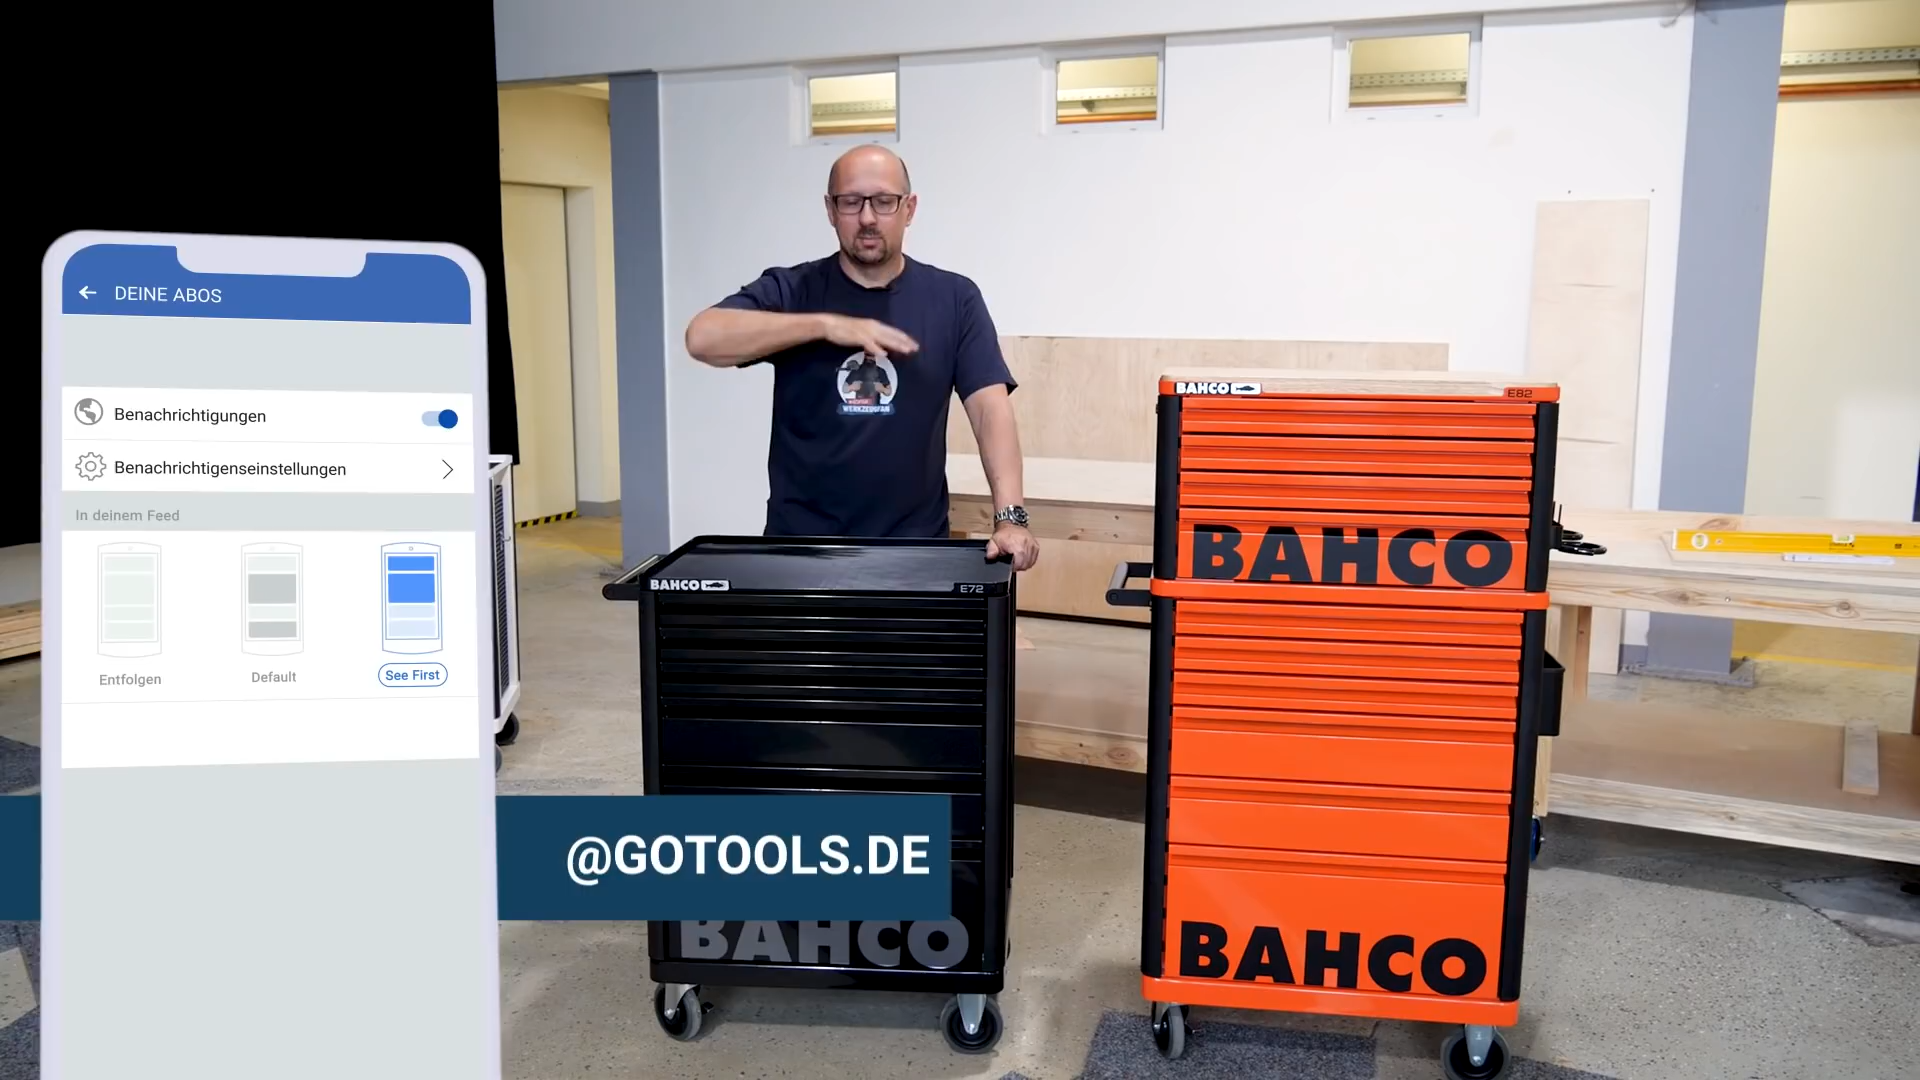 DEINE ABOS
Benachrichtigungen
Benachrichtigenseinstellungen
In deinem Feed
Entfolgen
Default
See First
@GOTOOLS.DE
WERKZEUGFAN
BAHCO
E72
BAHCO
BAHCO
E82
BAHCO
BAHCO